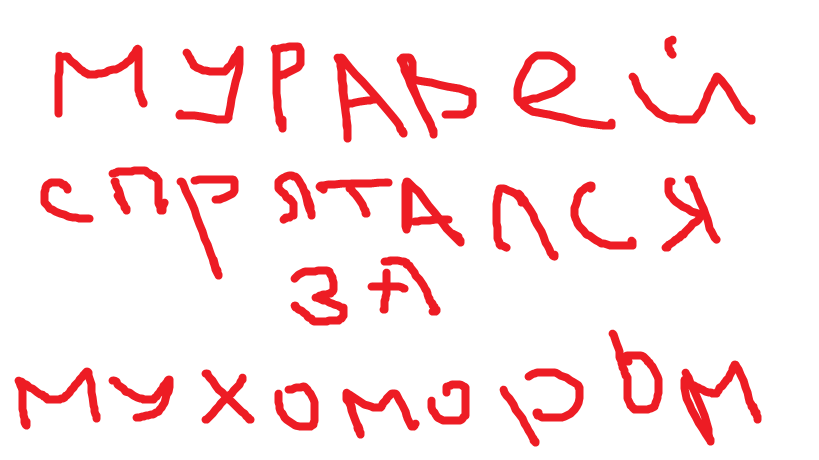 муравей
спрятался
за
мухомором